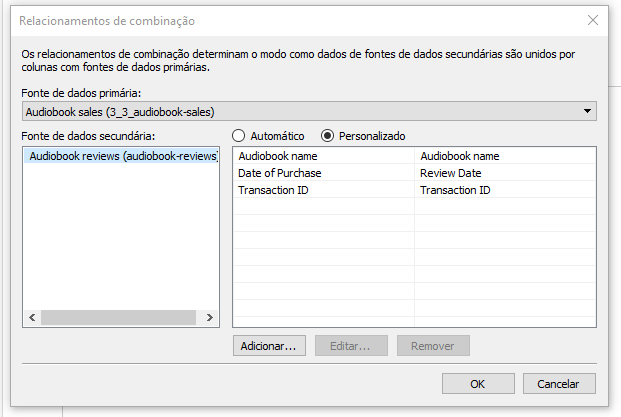 Relacionamentos de combinação
Os relacionamentos de combinação determinam o modo como dados de fontes de dados secundárias são unidos por
colunas com fontes de dados primárias.
Fonte de dados primária:
Audiobook sales (3_3_audiobook-sales)
Fonte de dados secundária:
Automático
Personalizado
Audiobook reviews (audiobook-reviews)
Audiobook name Audiobook name
Date of Purchase Review Date
Transaction ID Transaction ID
Adicionar... Editar... Remover
OK Cancelar